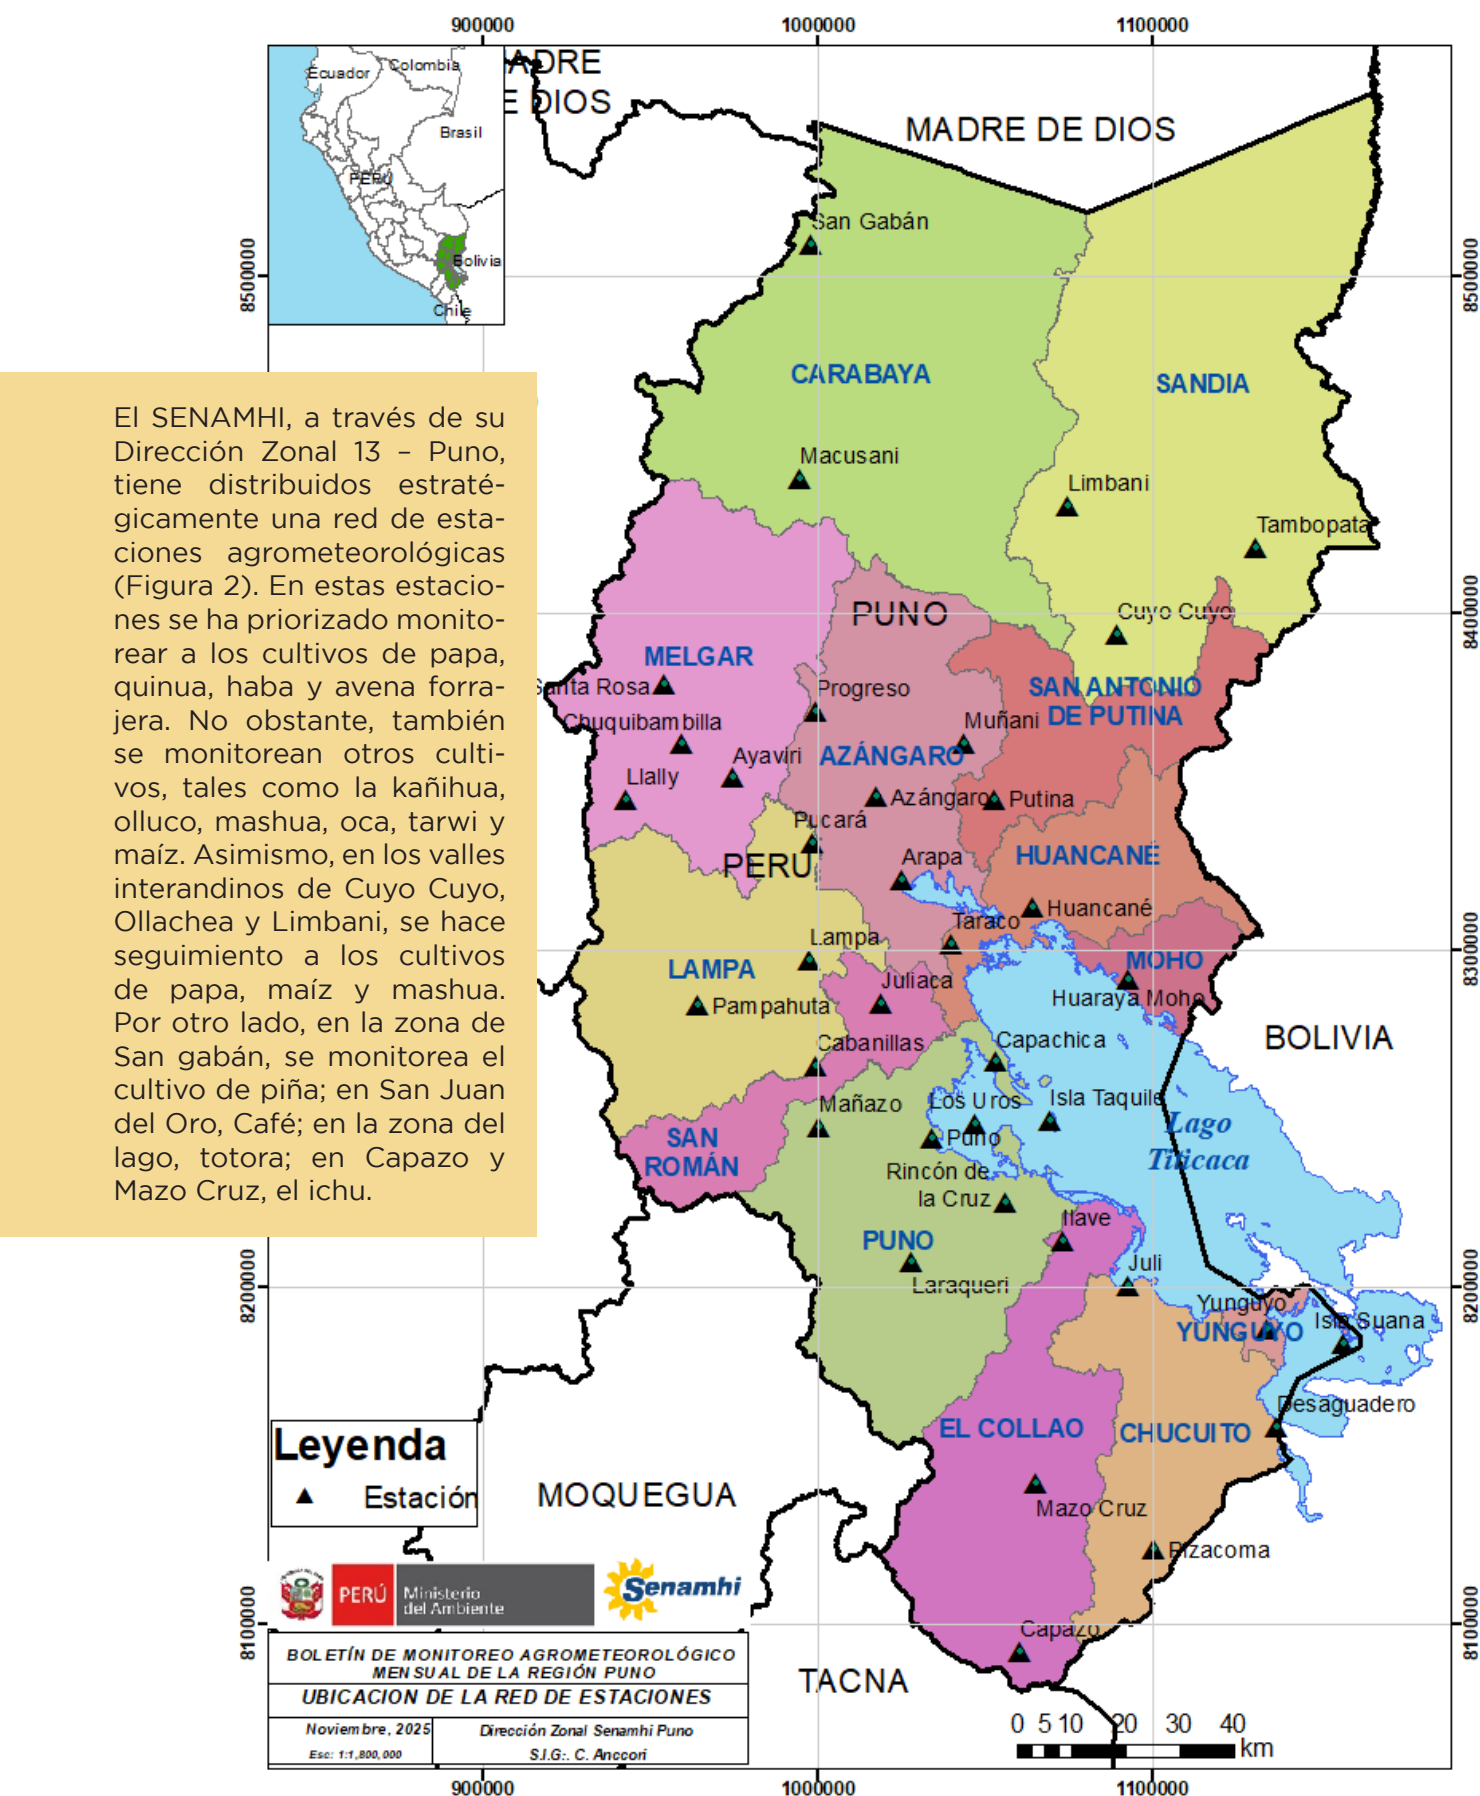 900000
1000000
1100000
Ecuador
Colombia
Brasil
PERÚ
Bolivia
Chile
ADRE
E DIOS
MADRE DE DIOS
San Gabán
8500000
8500000
CARABAYA
SANDIA
El SENAMHI, a través de su
Dirección Zonal 13 – Puno,
tiene distribuidos estraté-
gicamente una red de esta-
ciones agrometeorológicas
(Figura 2). En estas estacio-
nes se ha priorizado monito-
rear a los cultivos de papa,
quinua, haba y avena forra-
jera. No obstante, también
se monitorean otros culti-
vos, tales como la kañihua,
olluco, mashua, oca, tarwi y
maíz. Asimismo, en los valles
interandinos de Cuyo Cuyo,
Ollachea y Limbani, se hace
seguimiento a los cultivos
de papa, maíz y mashua.
Por otro lado, en la zona de
San gabán, se monitorea el
cultivo de piña; en San Juan
del Oro, Café; en la zona del
lago, totora; en Capazo y
Mazo Cruz, el ichu.
Macusani
Limbani
Tambopata
Cuyo Cuyo
8400000
PUNO
MELGAR
Santa Rosa
Progreso
SAN ANTONIO
DE PUTINA
Chuquibambilla
Muñani
Ayaviri
AZÁNGARO
Llally
Azángaro
Putina
Pucará
PERÚ
Arapa
HUANCANÉ
Huancané
Taraco
8300000
Lampa
LAMPA
MOHO
Juliaca
Pampahuta
Huaraya Moho
BOLIVIA
Cabanillas
Capachica
Mañazo
Los Uros
Isla Taquile
Lago
Titicaca
SAN
ROMÁN
Puno
Rincón de
la Cruz
Ilave
PUNO
Laraqueri
Juli
8200000
8200000
Yunguyo
YUNGUYO
Isla Suana
Desaguadero
EL COLLAO
CHUCUITO
Leyenda
Estación
MOQUEGUA
Mazo Cruz
Pizacoma
PERÚ
Ministerio
del Ambiente
Senamhi
8100000
8100000
Capazo
TACNA
BOLETÍN DE MONITOREO AGROMETEOROLÓGICO
MENSUAL DE LA REGIÓN PUNO
UBICACION DE LA RED DE ESTACIONES
Noviembre, 2025
Dirección Zonal Senamhi Puno
Esc: 1:1,800,000
S.I.G:. C. Anccori
0 5 10 20 30 40
km
900000
1000000
1100000